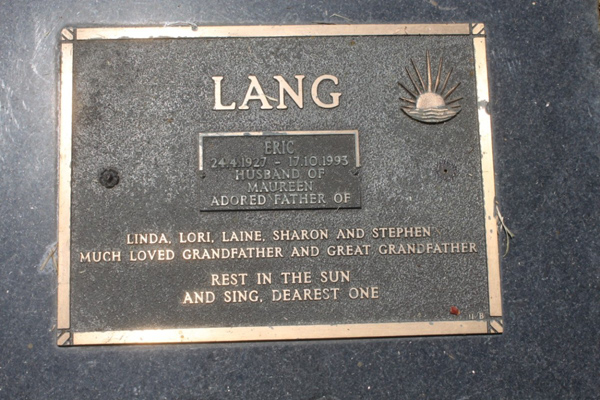 LANG
ERIC
24.4.1927 - 17.10.1993
HUSBAND OF
MAUREEN
ADORED FATHER OF
LINDA, LORI, LAINE, SHARON AND STEPHEN
MUCH LOVED GRANDFATHER AND GREAT GRANDFATHER
REST IN THE SUN
AND SING, DEAREST ONE